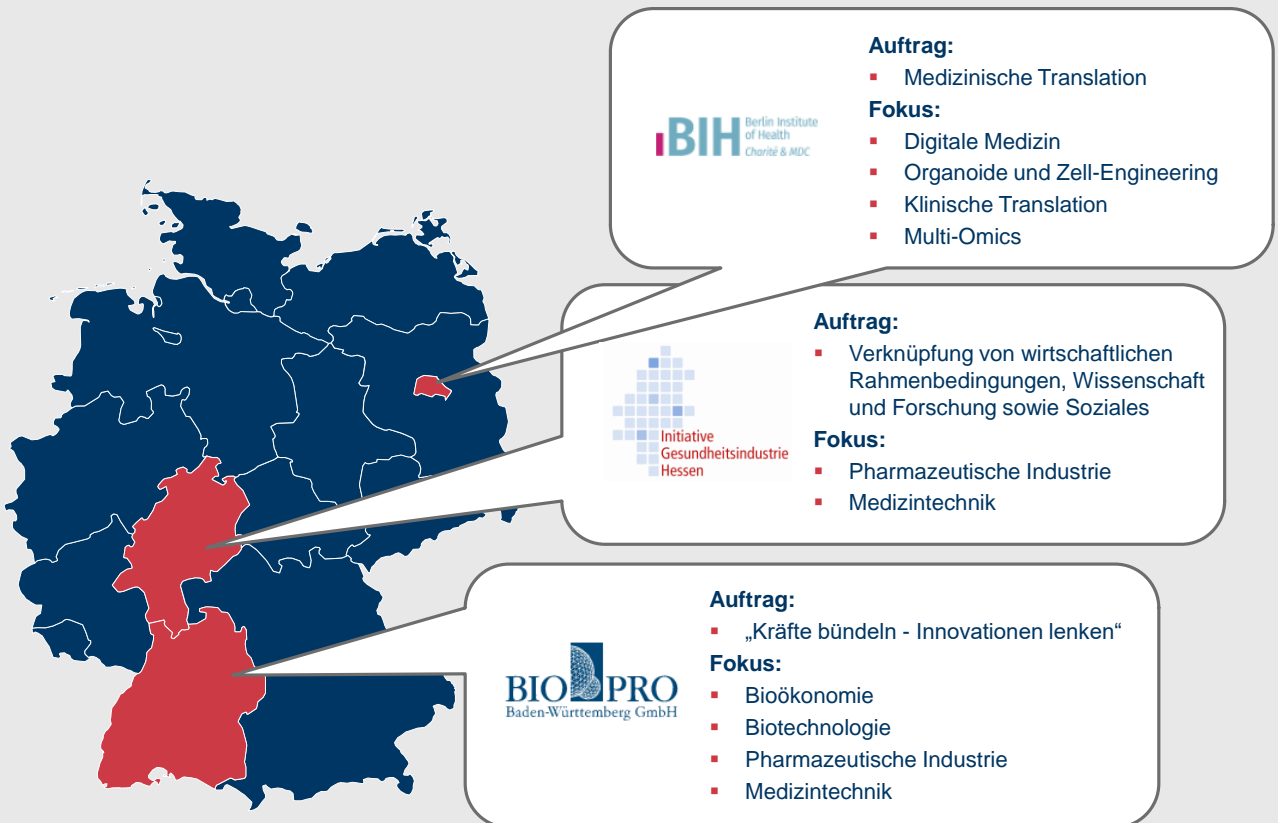 BIH
Berlin Institute
of Health
Charité & MDC
Auftrag:
▪ Medizinische Translation
Fokus:
▪ Digitale Medizin
▪ Organoide und Zell-Engineering
▪ Klinische Translation
▪ Multi-Omics
Initiative
Gesundheitsindustrie
Hessen
Auftrag:
▪ Verknüpfung von wirtschaftlichen
Rahmenbedingungen, Wissenschaft
und Forschung sowie Soziales
Fokus:
▪ Pharmazeutische Industrie
▪ Medizintechnik
BIO PRO
Baden-Württemberg GmbH
Auftrag:
▪ „Kräfte bündeln - Innovationen lenken“
Fokus:
▪ Bioökonomie
▪ Biotechnologie
▪ Pharmazeutische Industrie
▪ Medizintechnik